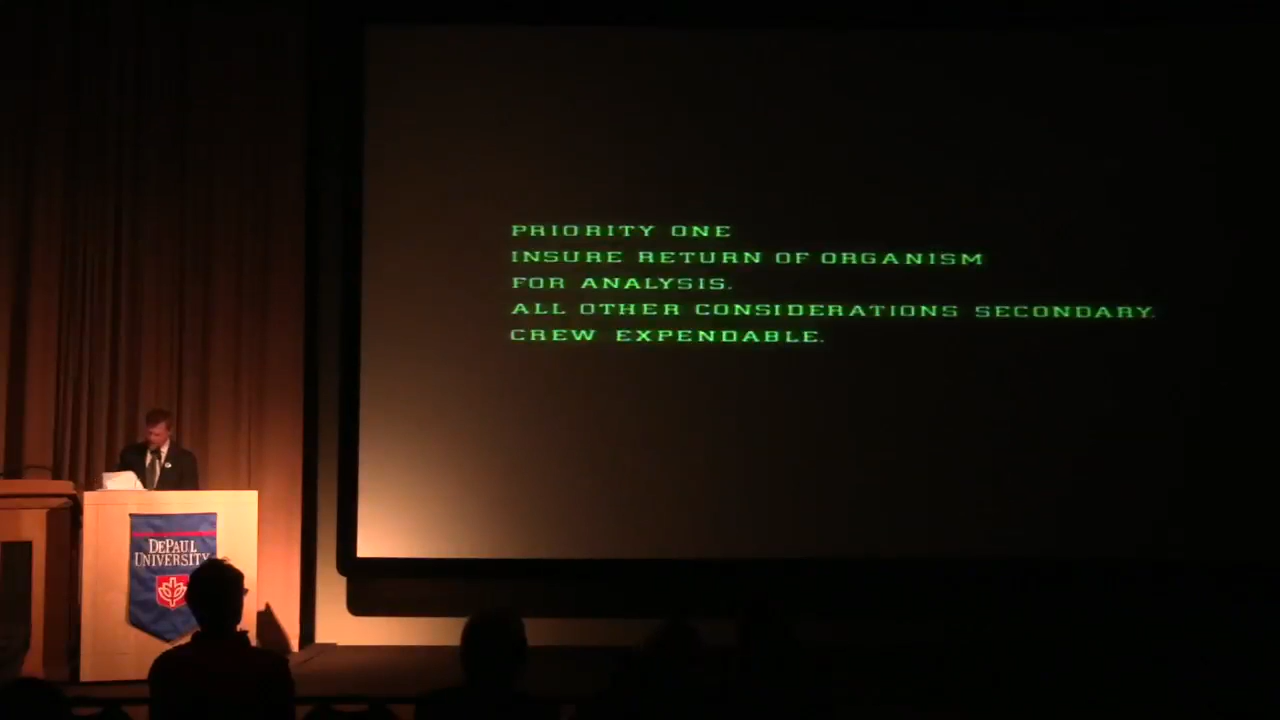 PRIORITY ONE
INSURE RETURN OF ORGANISM
FOR ANALYSIS.
ALL OTHER CONSIDERATIONS SECONDARY.
CREW EXPENDABLE.
DEPAUL
UNIVERSITY